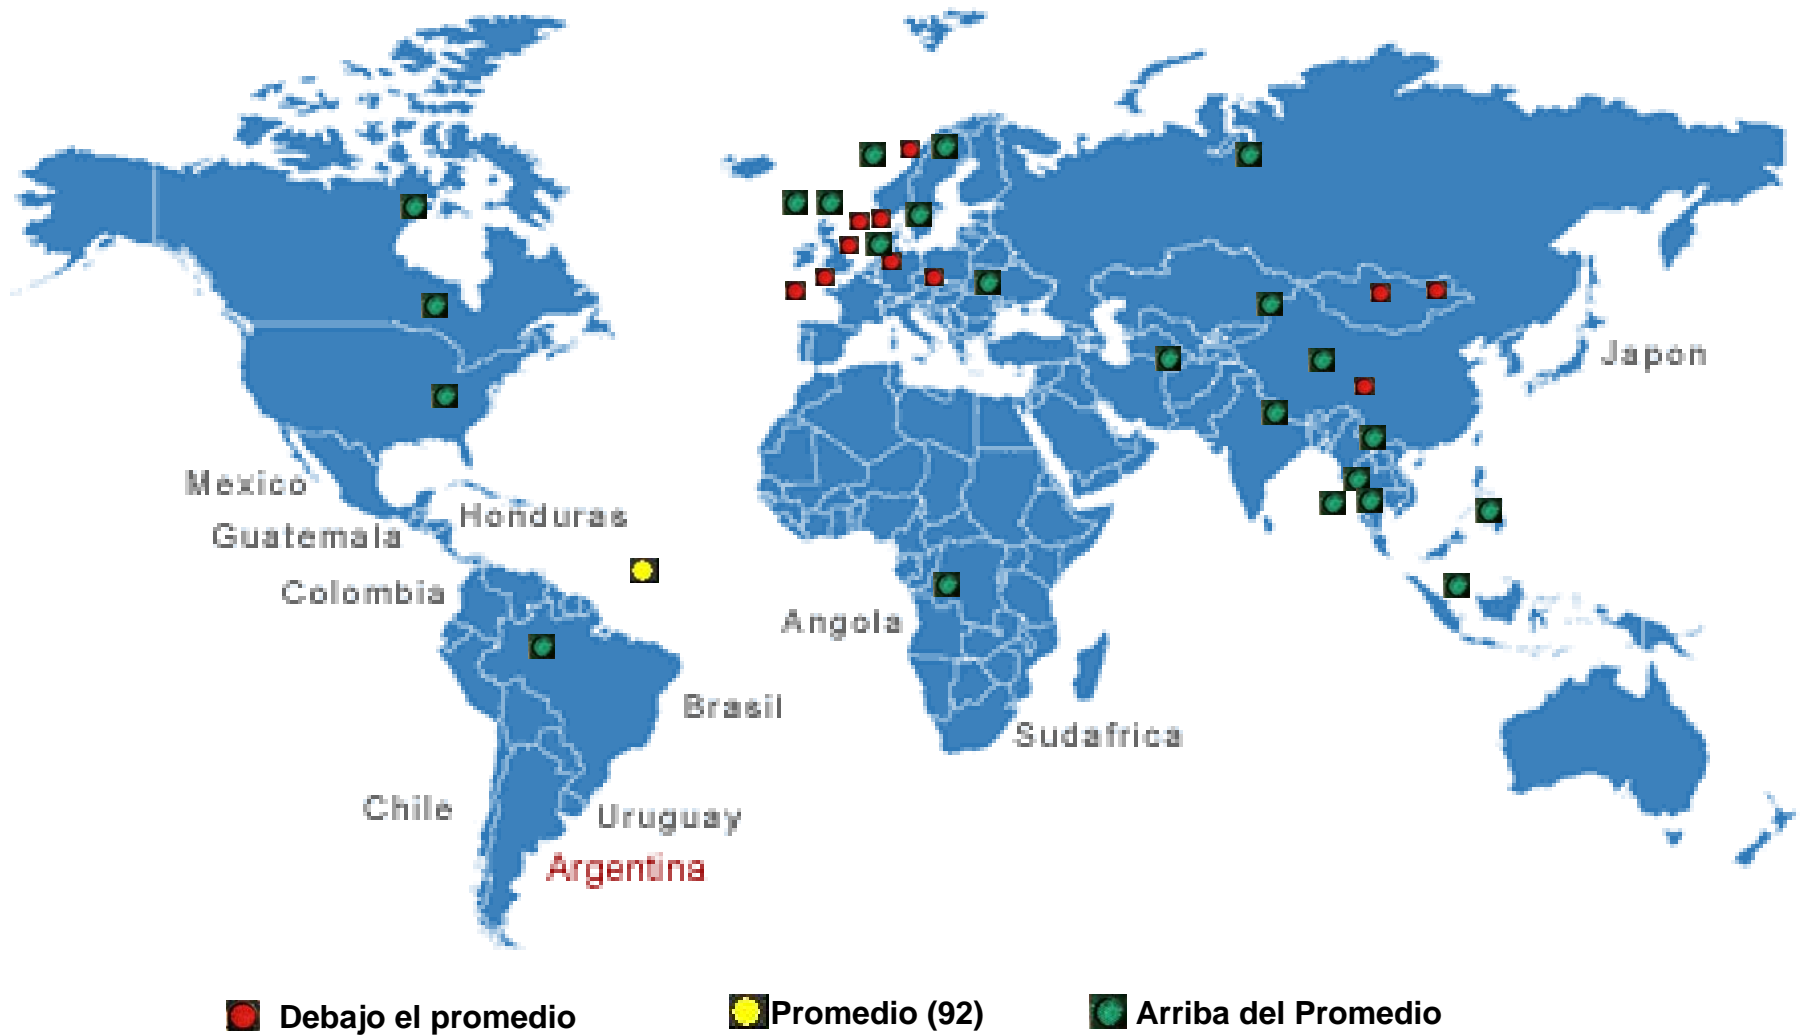 Japon
Mexico
Honduras
Guatemala
Colombia
Angola
Brasil
Sudafrica
Chile
Uruguay
Argentina
Debajo el promedio
Promedio (92)
Arriba del Promedio